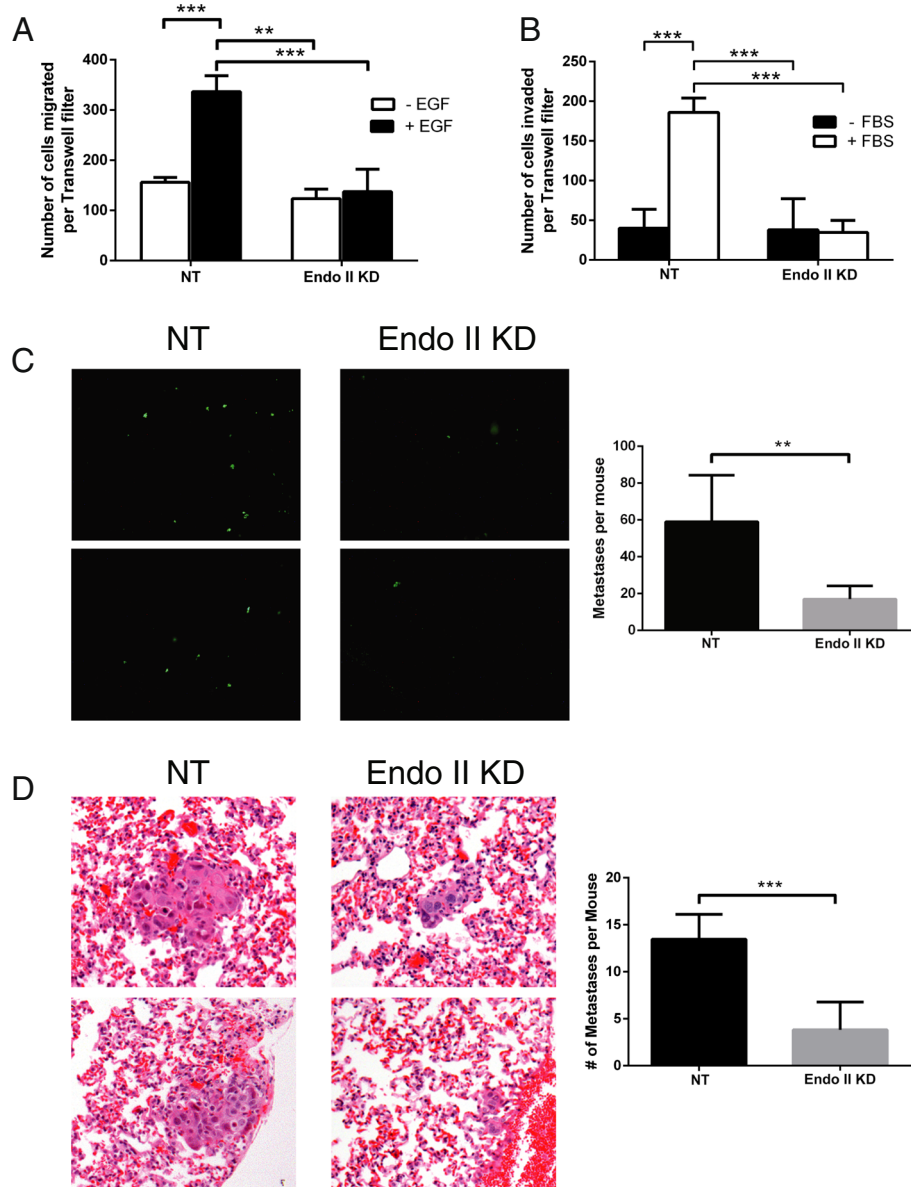 A
Number of cells migrated
per Transwell filter
400
300
200
100
0
***
**
***
- EGF
+ EGF
NT
Endo II KD
B
Number of cells invaded
per Transwell filter
250
200
150
100
50
0
***
***
***
- FBS
+ FBS
NT
Endo II KD
C
NT
Endo II KD
Metastases per mouse
100
80
60
40
20
0
**
NT
Endo II KD
D
NT
Endo II KD
# of Metastases per Mouse
20
15
10
5
0
***
NT
Endo II KD